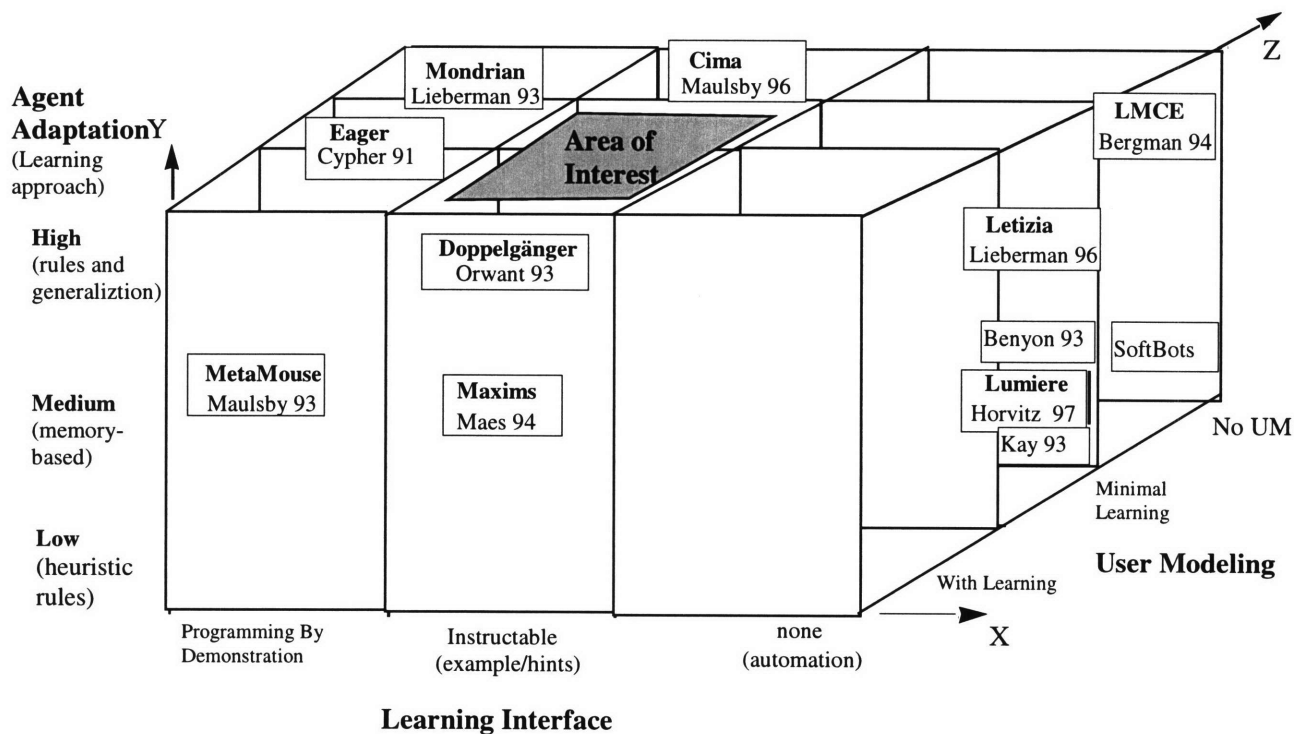 Z
Mondrian
Lieberman 93
Cima
Maulsby 96
Agent
AdaptationY
(Learning
approach)
Eager
Cypher 91
Area of
Interest
LMCE
Bergman 94
High
(rules and
generaliztion)
Doppelgänger
Orwant 93
Letizia
Lieberman 96
Benyon 93
SoftBots
MetaMouse
Maulsby 93
Maxims
Maes 94
Lumiere
Horvitz 97
Kay 93
Medium
(memory-
based)
No UM
Minimal
Learning
Low
(heuristic
rules)
User Modeling
With Learning
X
Programming By
Demonstration
Instructable
(example/hints)
none
(automation)
Learning Interface